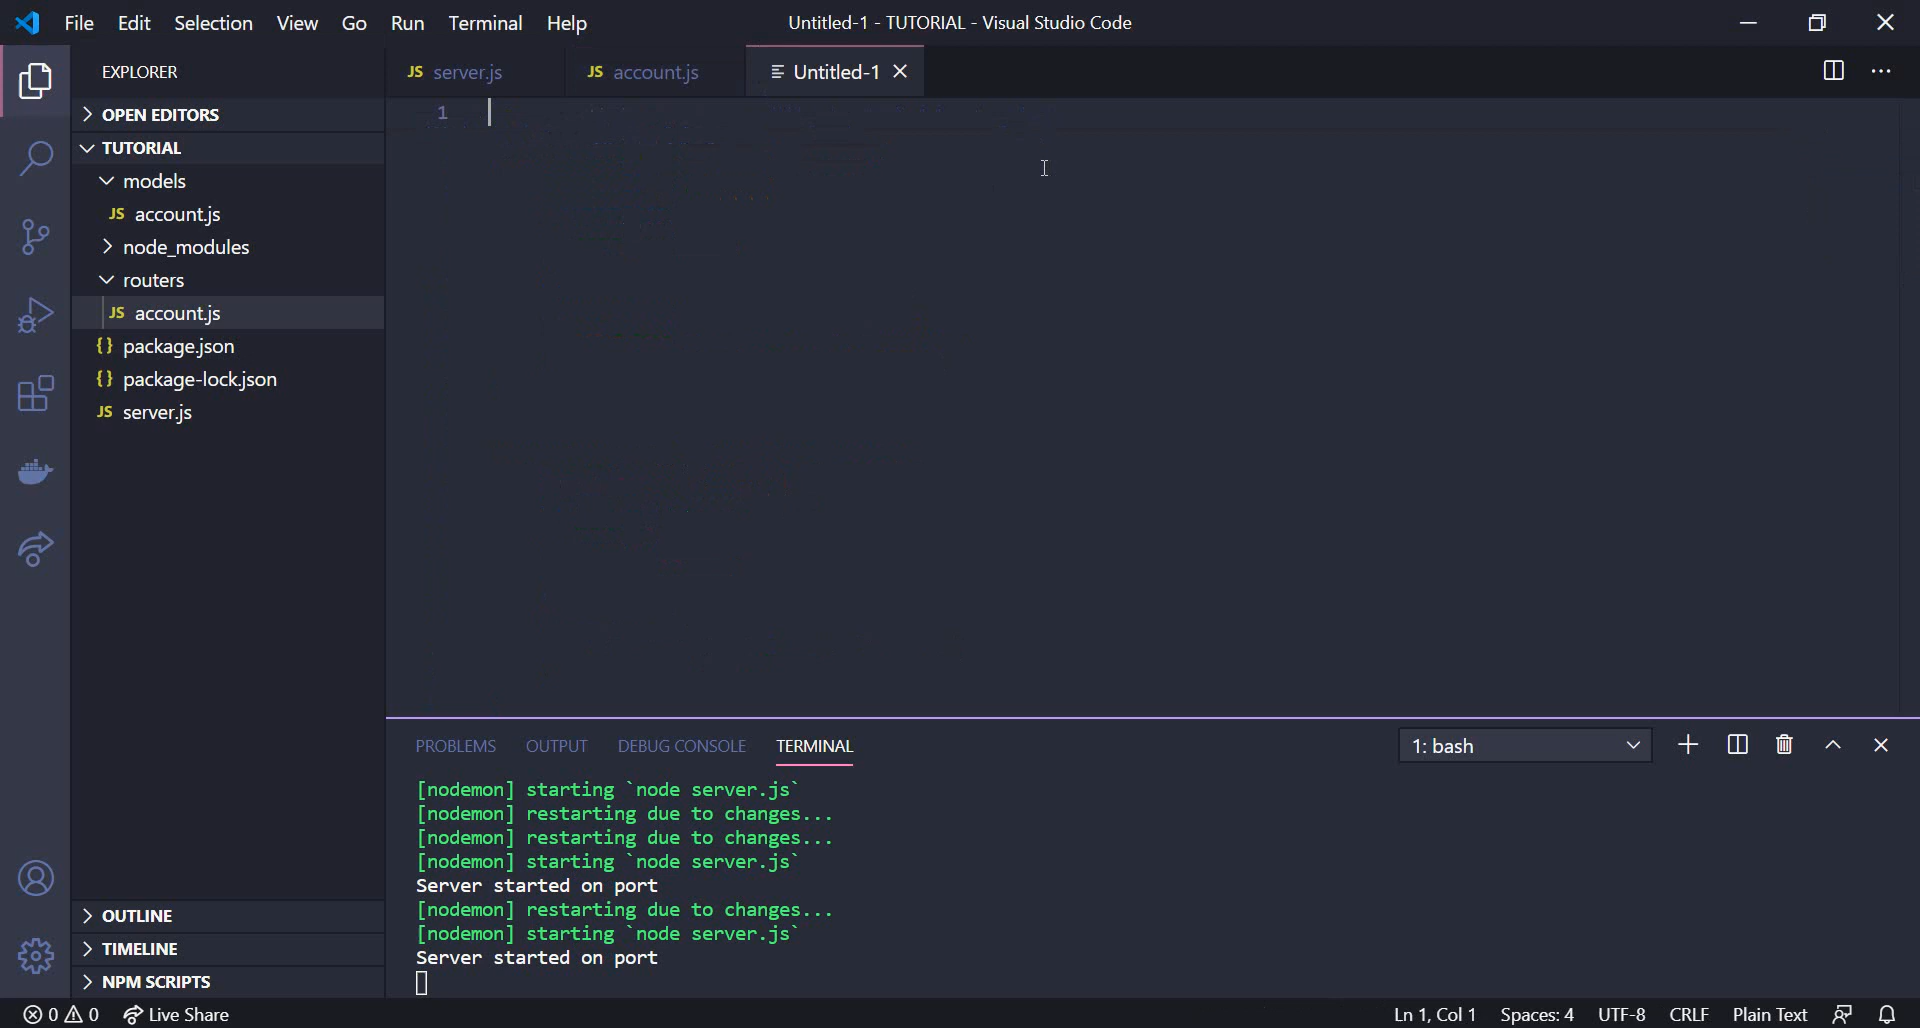 File Edit Selection View Go Run Terminal Help Untitled-1 - TUTORIAL - Visual Studio Code
EXPLORER
JS server.js JS account.js Untitled-1
OPEN EDITORS
1
TUTORIAL
models
JS account.js
node_modules
routers
JS account.js
{} package.json
{} package-lock.json
JS server.js
PROBLEMS OUTPUT DEBUG CONSOLE TERMINAL 1: bash
[nodemon] starting `node server.js`
[nodemon] restarting due to changes...
[nodemon] restarting due to changes...
[nodemon] starting `node server.js`
Server started on port
[nodemon] restarting due to changes...
[nodemon] starting `node server.js`
Server started on port
OUTLINE
TIMELINE
NPM SCRIPTS
0 0 Live Share Ln 1, Col 1 Spaces: 4 UTF-8 CRLF Plain Text